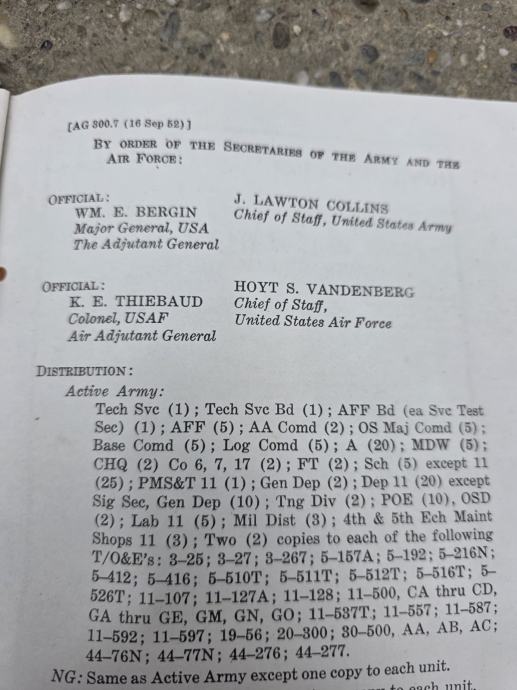 [AG 300.7 (16 Sep 52)]
BY ORDER OF THE SECRETARIES OF THE ARMY AND THE
AIR FORCE:
OFFICIAL:
WM. E. BERGIN
Major General, USA
The Adjutant General
J. LAWTON COLLINS
Chief of Staff, United States Army
OFFICIAL:
K. E. THIEBAUD
Colonel, USAF
Air Adjutant General
HOYT S. VANDENBERG
Chief of Staff,
United States Air Force
DISTRIBUTION:
Active Army:
Tech Svc (1); Tech Svc Bd (1); AFF Bd (ea Svc Test
Sec) (1); AFF (5); AA Comd (2); OS Maj Comd (5);
Base Comd (5); Log Comd (5); A (20); MDW (5);
CHQ (2) Co 6, 7, 17 (2); FT (2); Sch (5) except 11
(25); PMS&T 11 (1); Gen Dep (2); Dep 11 (20) except
Sig Sec, Gen Dep (10); Tng Div (2); POE (10), OSD
(2); Lab 11 (5); Mil Dist (3); 4th & 5th Ech Maint
Shops 11 (3); Two (2) copies to each of the following
T/O&E's: 3–25; 3–27; 3–267; 5–157A; 5–192; 5–216N;
5–412; 5–416; 5–510T; 5–511T; 5–512T; 5–516T; 5–
526T; 11–107; 11–127A; 11–128; 11–500, CA thru CD,
GA thru GE, GM, GN, GO; 11–537T; 11–557; 11–587;
11–592; 11–597; 19–56; 20–300; 30–500, AA, AB, AC;
44–76N; 44–77N; 44–276; 44–277.
NG: Same as Active Army except one copy to each unit.
to each unit.